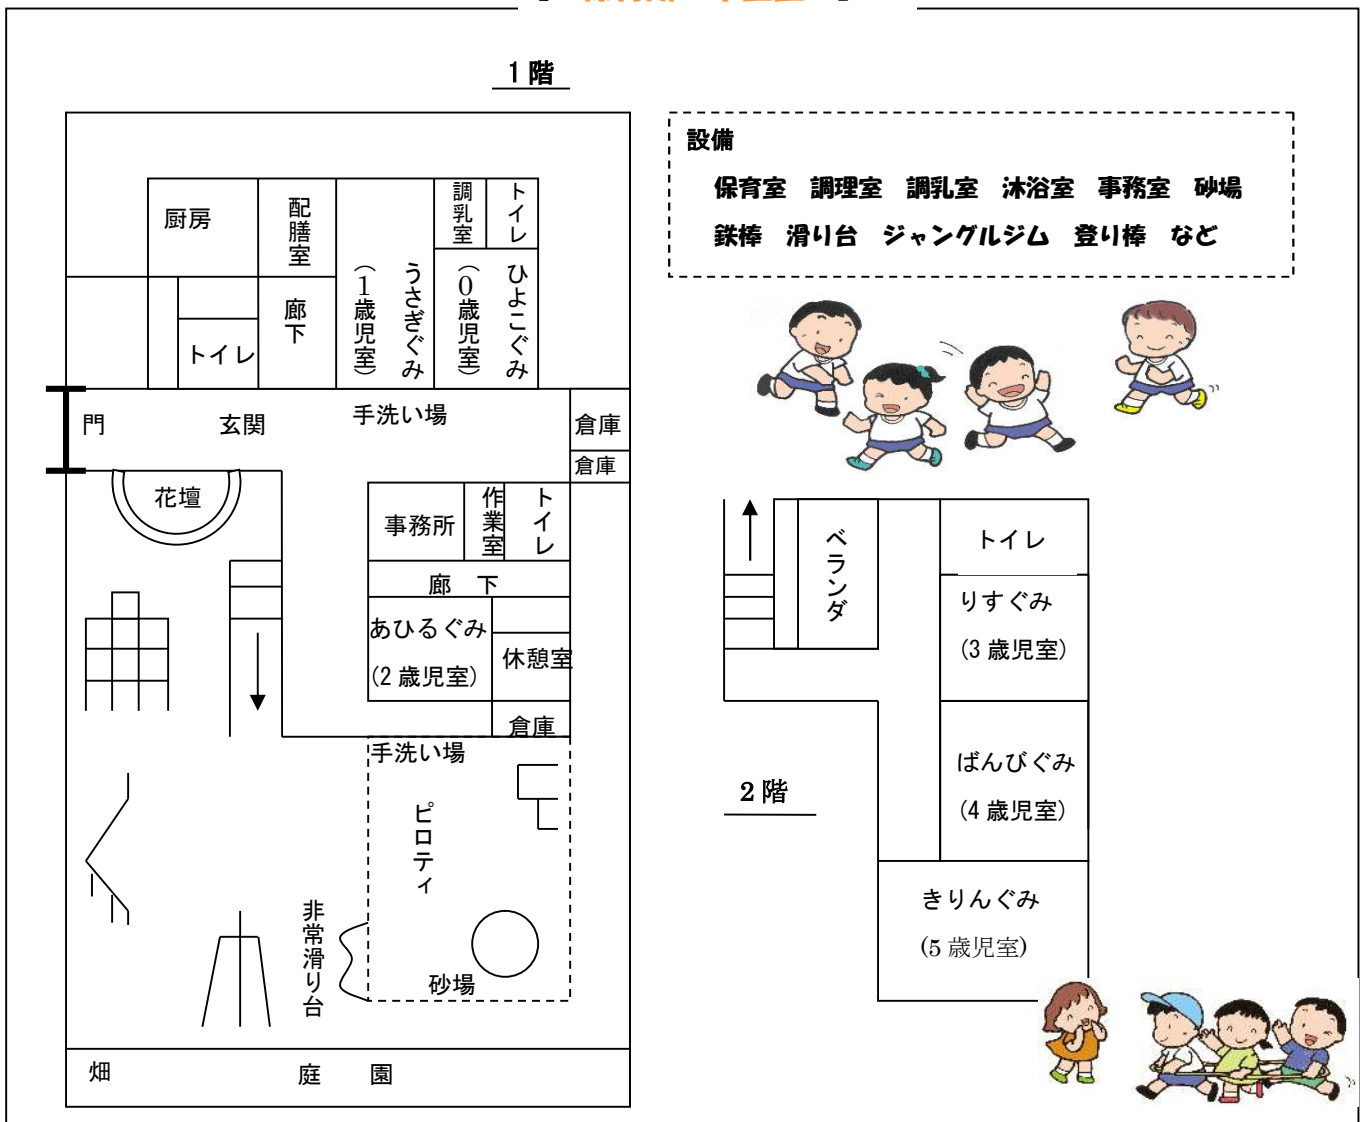 1階
設備
保育室 調理室 調乳室 沐浴室 事務室 砂場
鉄棒 滑り台 ジャングルジム 登り棒 など
厨房
配膳室
うさぎぐみ
(1歳児室)
調乳室
トイレ
ひよこぐみ
(0歳児室)
廊下
トイレ
門
玄関
手洗い場
倉庫
倉庫
花壇
事務所
作業室
トイレ
廊 下
あひるぐみ
(2歳児室)
休憩室
倉庫
手洗い場
ピロティ
非常滑り台
砂場
畑
庭 園
ベランダ
トイレ
りすぐみ
(3歳児室)
ばんびぐみ
(4歳児室)
2階
きりんぐみ
(5歳児室)